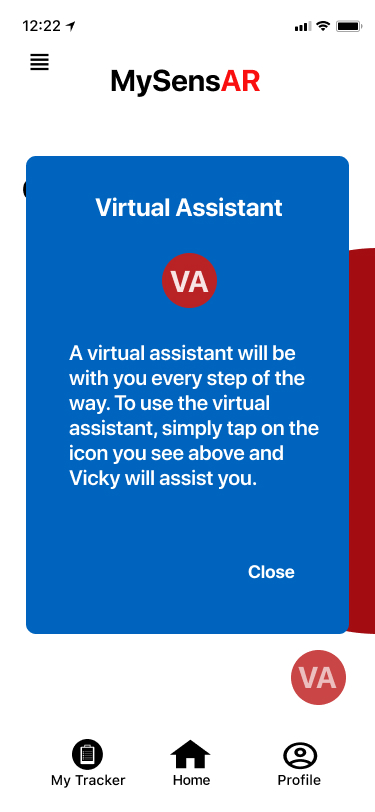 12:22
MySensAR
Virtual Assistant
VA
A virtual assistant will be
with you every step of the
way. To use the virtual
assistant, simply tap on the
icon you see above and
Vicky will assist you.
Close
VA
My Tracker
Home
Profile